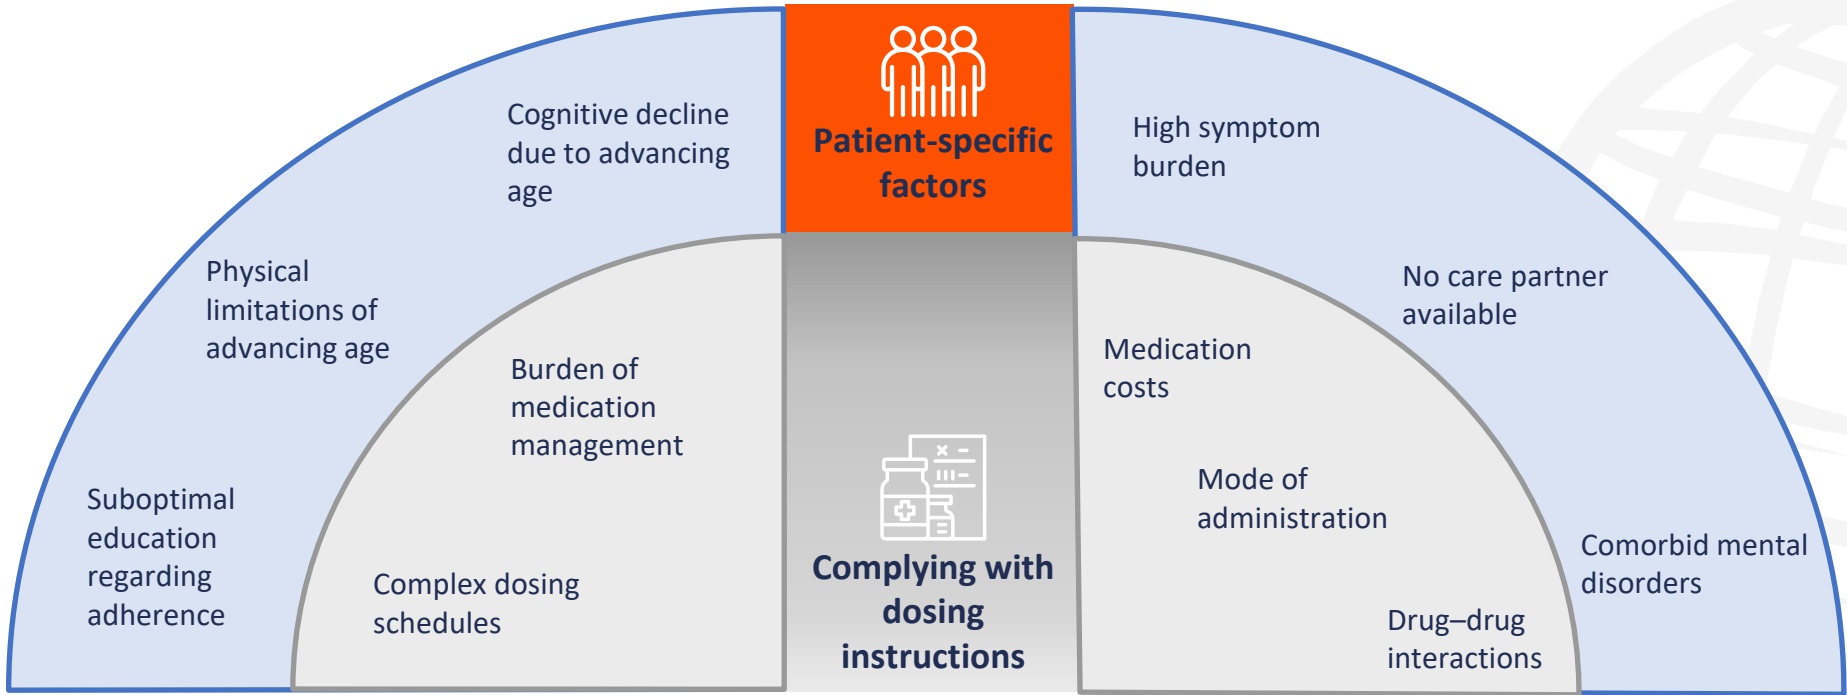 Patient-specific
factors
Cognitive decline
due to advancing
age
Physical
limitations of
advancing age
Suboptimal
education
regarding
adherence
High symptom
burden
No care partner
available
Comorbid mental
disorders
Complying with
dosing
instructions
Burden of
medication
management
Complex dosing
schedules
Medication
costs
Mode of
administration
Drug–drug
interactions